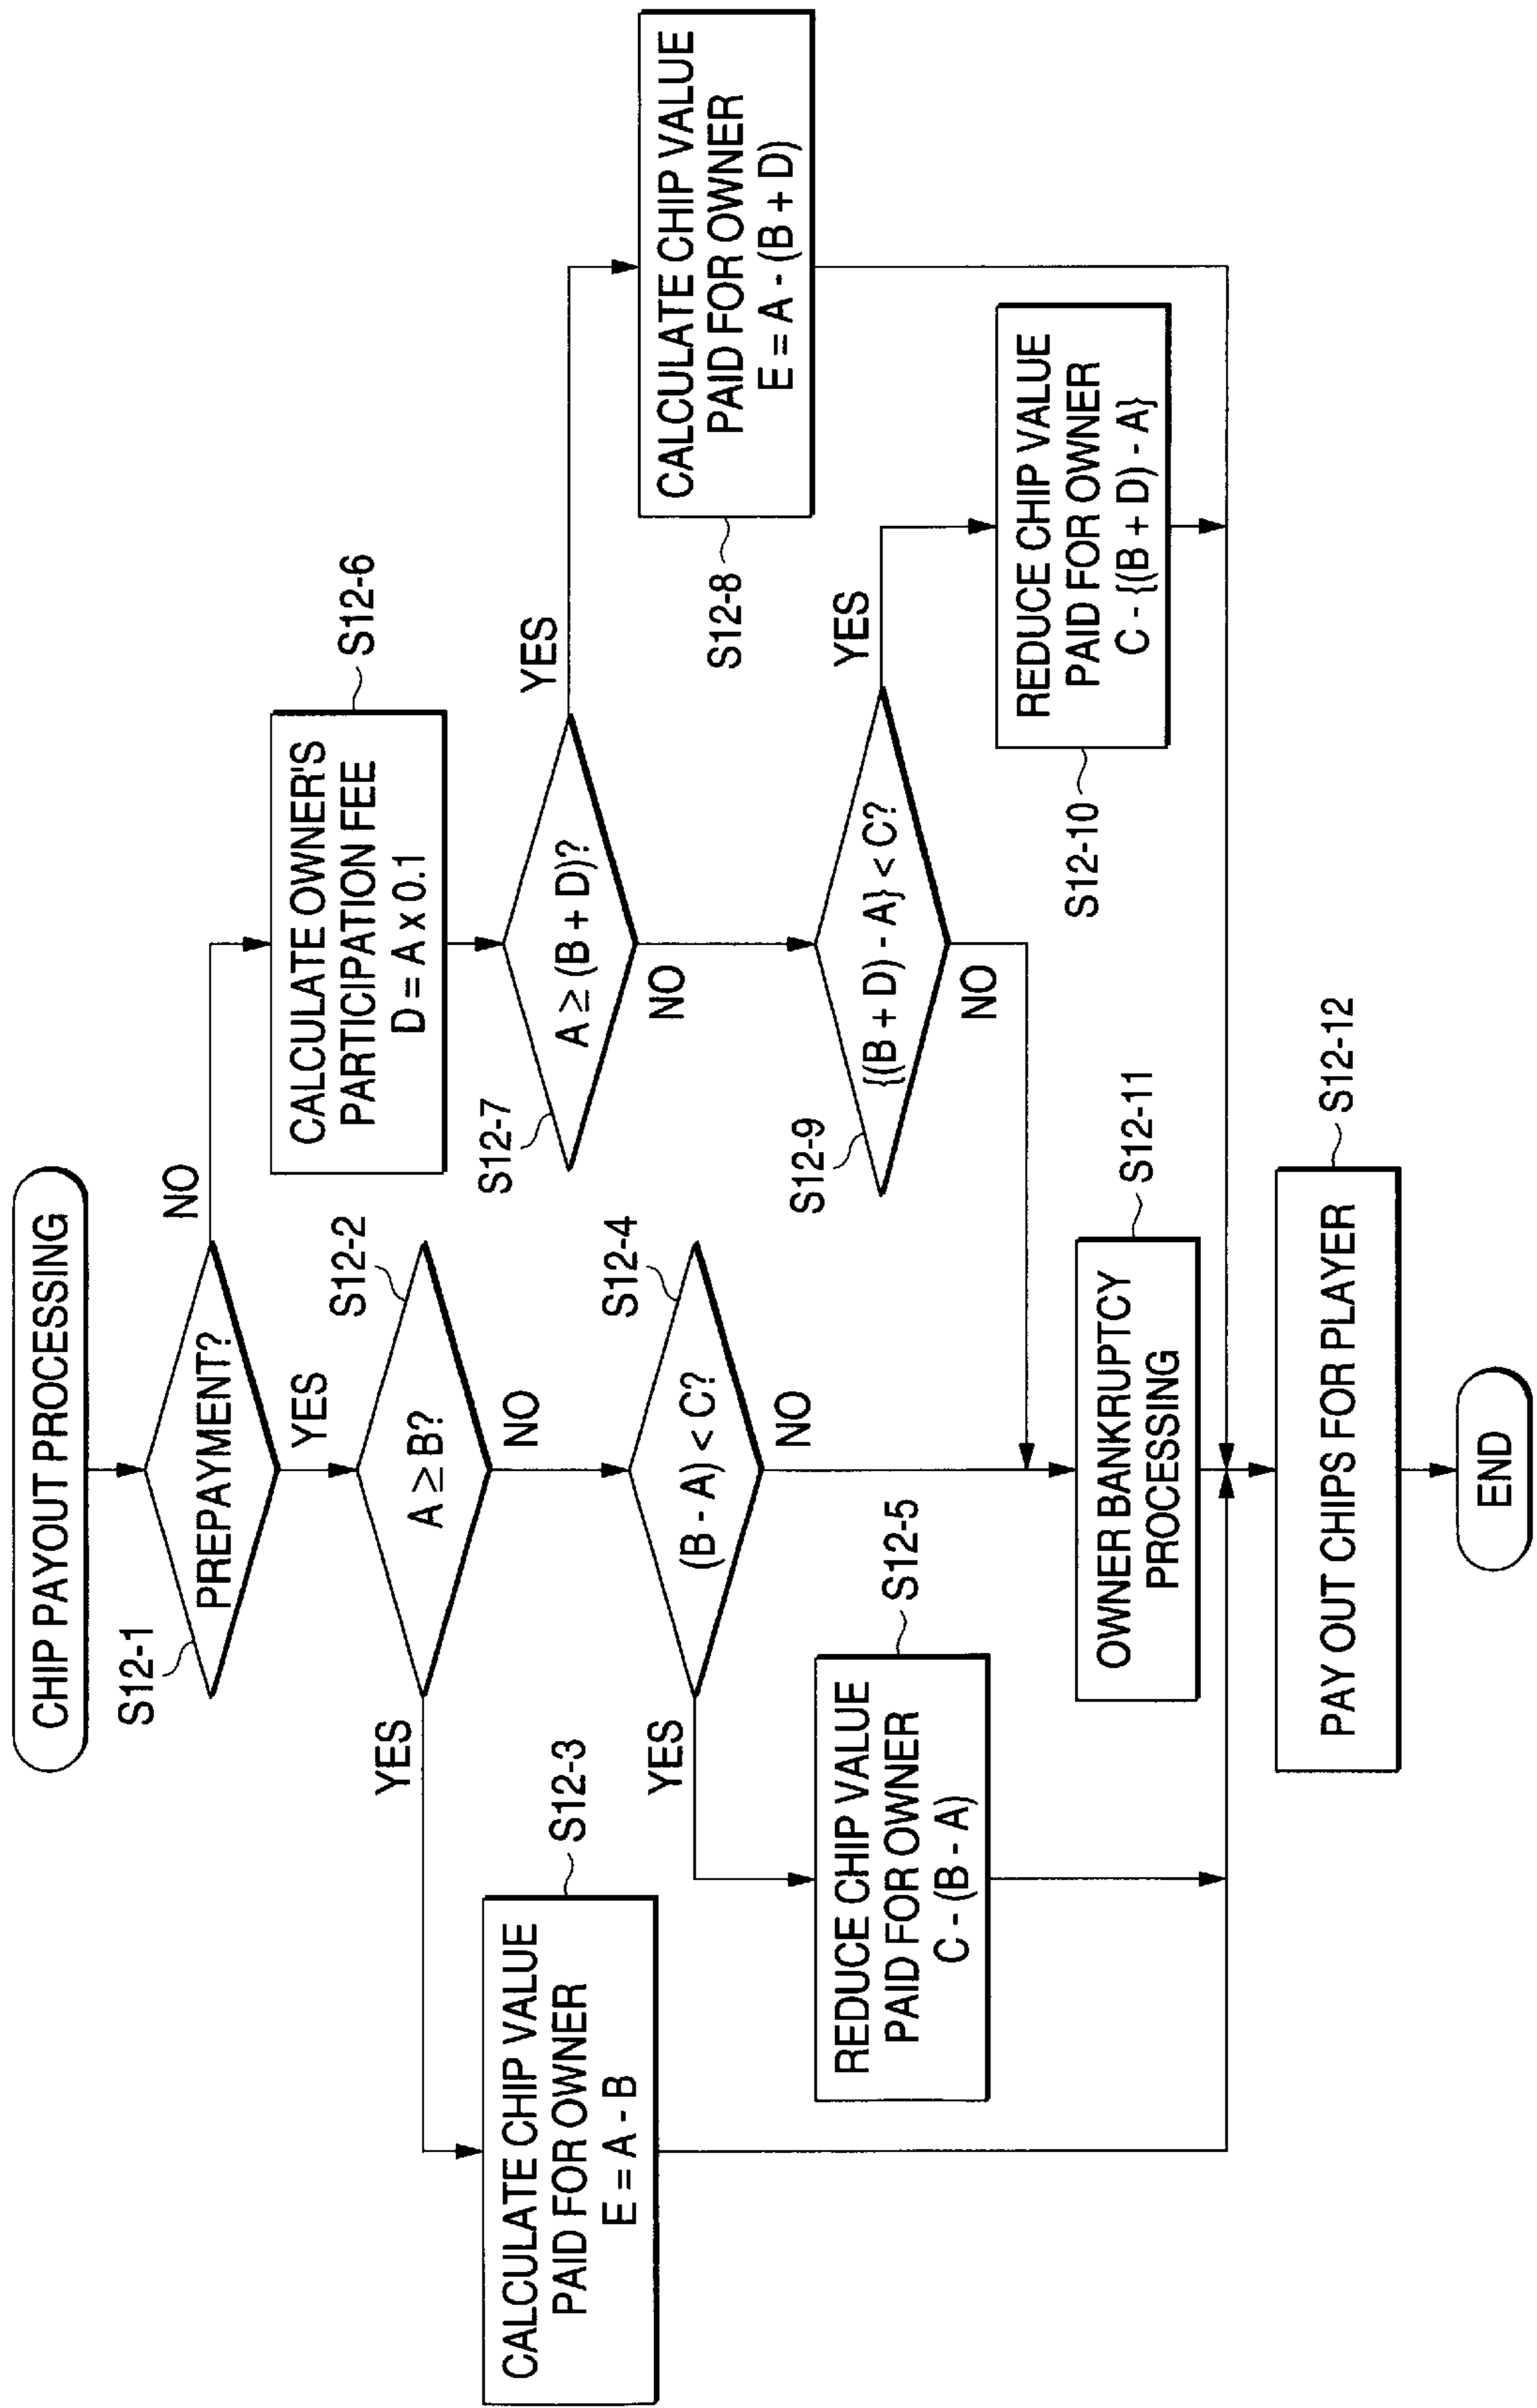 CHIP PAYOUT PROCESSING
S12-1
PREPAYMENT?
NO
YES
S12-2
A ≥ B?
YES
NO
S12-3
CALCULATE CHIP VALUE
PAID FOR OWNER
E = A - B
S12-4
(B - A) < C?
YES
NO
S12-5
REDUCE CHIP VALUE
PAID FOR OWNER
C - (B - A)
S12-6
CALCULATE OWNER'S
PARTICIPATION FEE
D = A x 0.1
S12-7
A ≥ (B + D)?
YES
NO
S12-8
CALCULATE CHIP VALUE
PAID FOR OWNER
E = A - (B + D)
S12-9
{(B + D) - A} < C?
YES
NO
S12-10
REDUCE CHIP VALUE
PAID FOR OWNER
C - {(B + D) - A}
S12-11
OWNER BANKRUPTCY
PROCESSING
S12-12
PAY OUT CHIPS FOR PLAYER
END